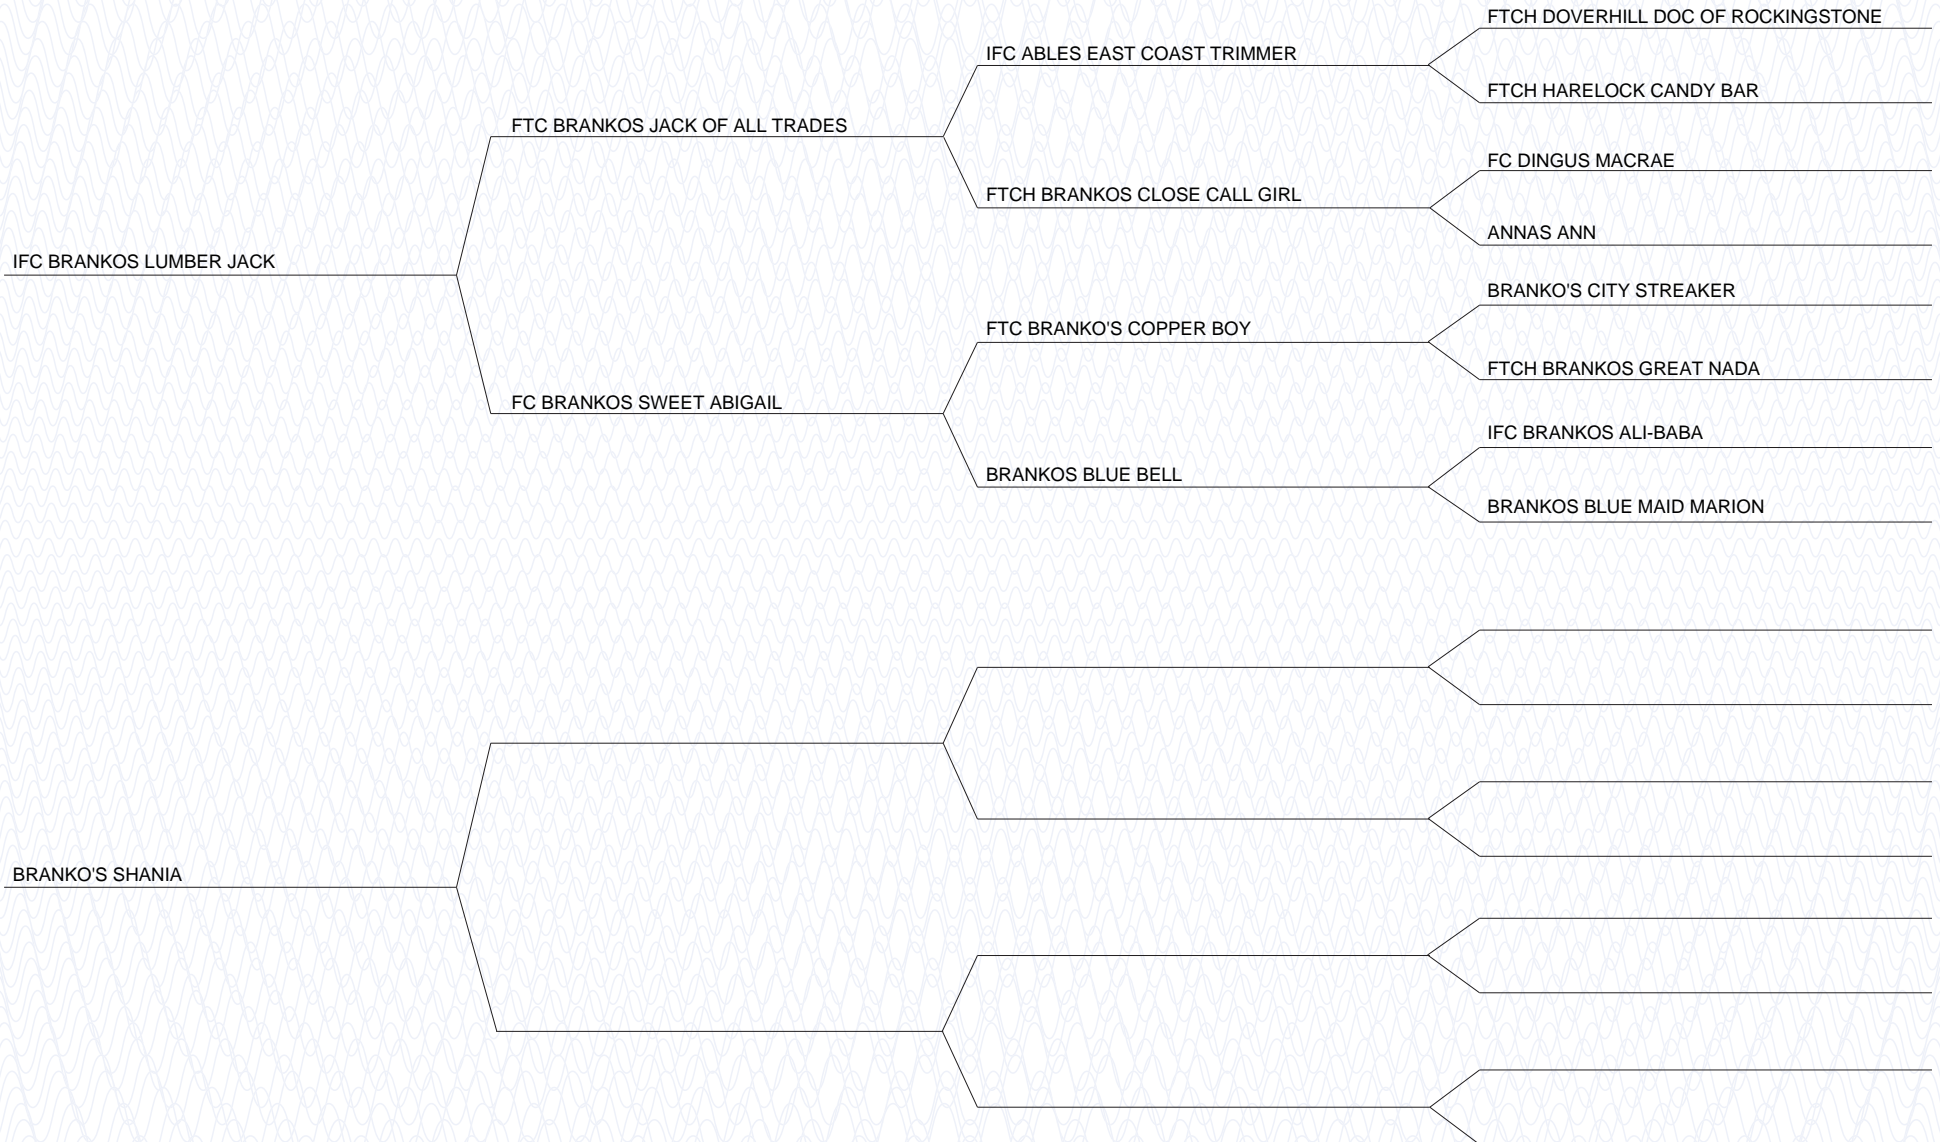 FTCH DOVERHILL DOC OF ROCKINGSTONE
IFC ABLES EAST COAST TRIMMER
FTCH HARELOCK CANDY BAR
FTC BRANKOS JACK OF ALL TRADES
FC DINGUS MACRAE
FTCH BRANKOS CLOSE CALL GIRL
ANNAS ANN
IFC BRANKOS LUMBER JACK
BRANKO'S CITY STREAKER
FTC BRANKO'S COPPER BOY
FTCH BRANKOS GREAT NADA
FC BRANKOS SWEET ABIGAIL
IFC BRANKOS ALI-BABA
BRANKOS BLUE BELL
BRANKOS BLUE MAID MARION
BRANKO'S SHANIA